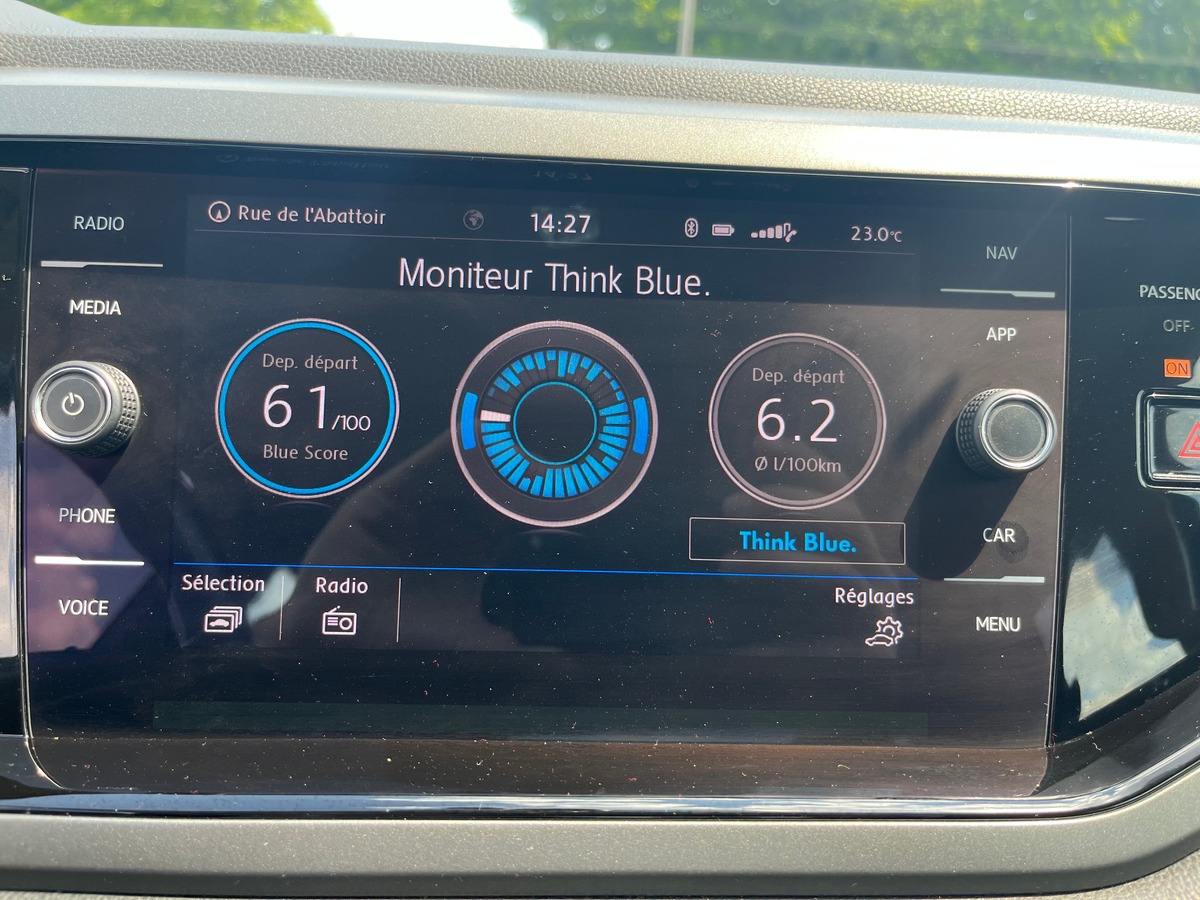 RADIO
MEDIA
PHONE
VOICE
Rue de l'Abattoir
14:27
23.0°C
Moniteur Think Blue.
Dep. départ
61/100
Blue Score
Dep. départ
6.2
Ø l/100km
Think Blue.
Sélection
Radio
Réglages
NAV
APP
CAR
MENU
PASSENG
OFF
ON